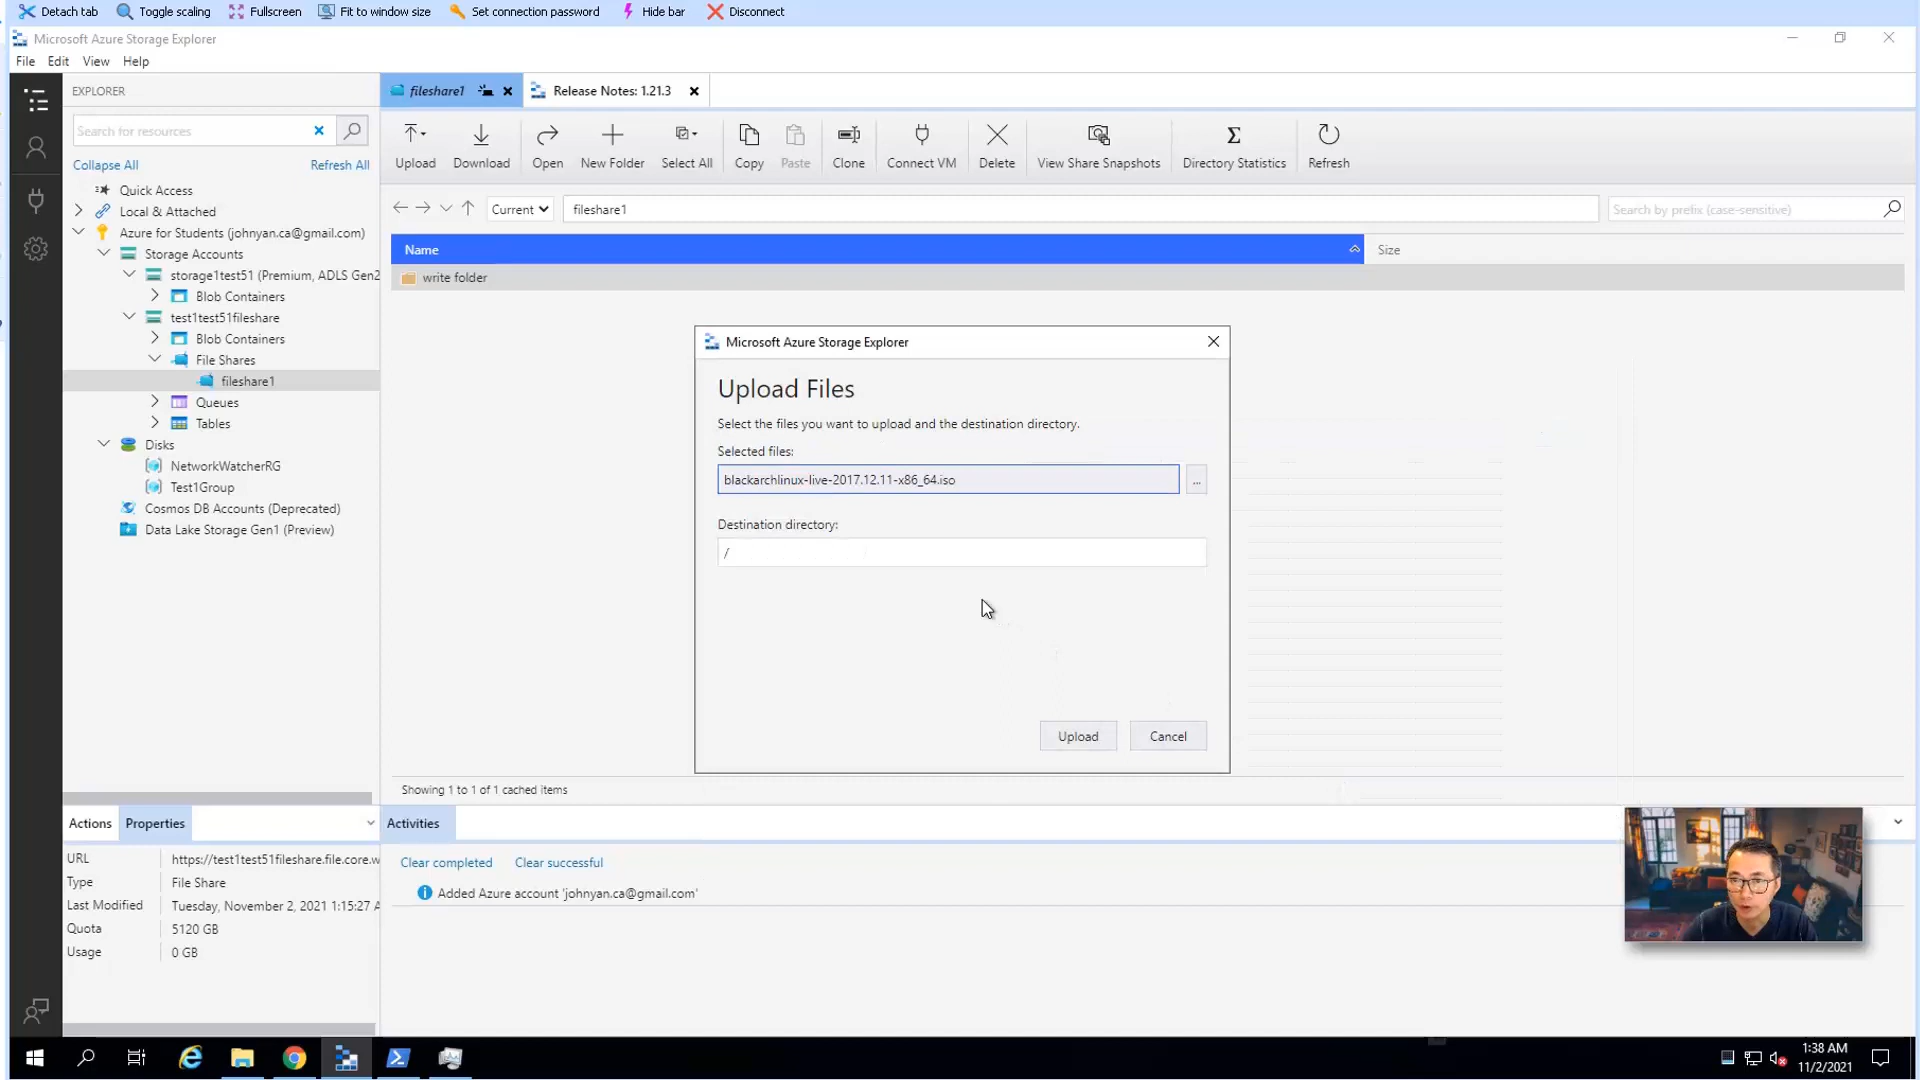 Detach tab Toggle scaling Fullscreen Fit to window size Set connection password Hide bar Disconnect
Microsoft Azure Storage Explorer
File Edit View Help
EXPLORER
Search for resources
Collapse All Refresh All
Quick Access
Local & Attached
Azure for Students (johnyan.ca@gmail.com)
Storage Accounts
storage1test51 (Premium, ADLS Gen2
Blob Containers
test1test51fileshare
Blob Containers
File Shares
fileshare1
Queues
Tables
Disks
NetworkWatcherRG
Test1Group
Cosmos DB Accounts (Deprecated)
Data Lake Storage Gen1 (Preview)
fileshare1 Release Notes: 1.21.3
Upload Download Open New Folder Select All Copy Paste Clone Connect VM Delete View Share Snapshots Directory Statistics Refresh
Current fileshare1 Search by prefix (case-sensitive)
Name Size
write folder
Microsoft Azure Storage Explorer
Upload Files
Select the files you want to upload and the destination directory.
Selected files:
blackarchlinux-live-2017.12.11-x86_64.iso ...
Destination directory:
/
Upload Cancel
Showing 1 to 1 of 1 cached items
Actions Properties
URL https://test1test51fileshare.file.core.w
Type File Share
Last Modified Tuesday, November 2, 2021 1:15:27 A
Quota 5120 GB
Usage 0 GB
Activities
Clear completed Clear successful
Added Azure account 'johnyan.ca@gmail.com'
1:38 AM
11/2/2021